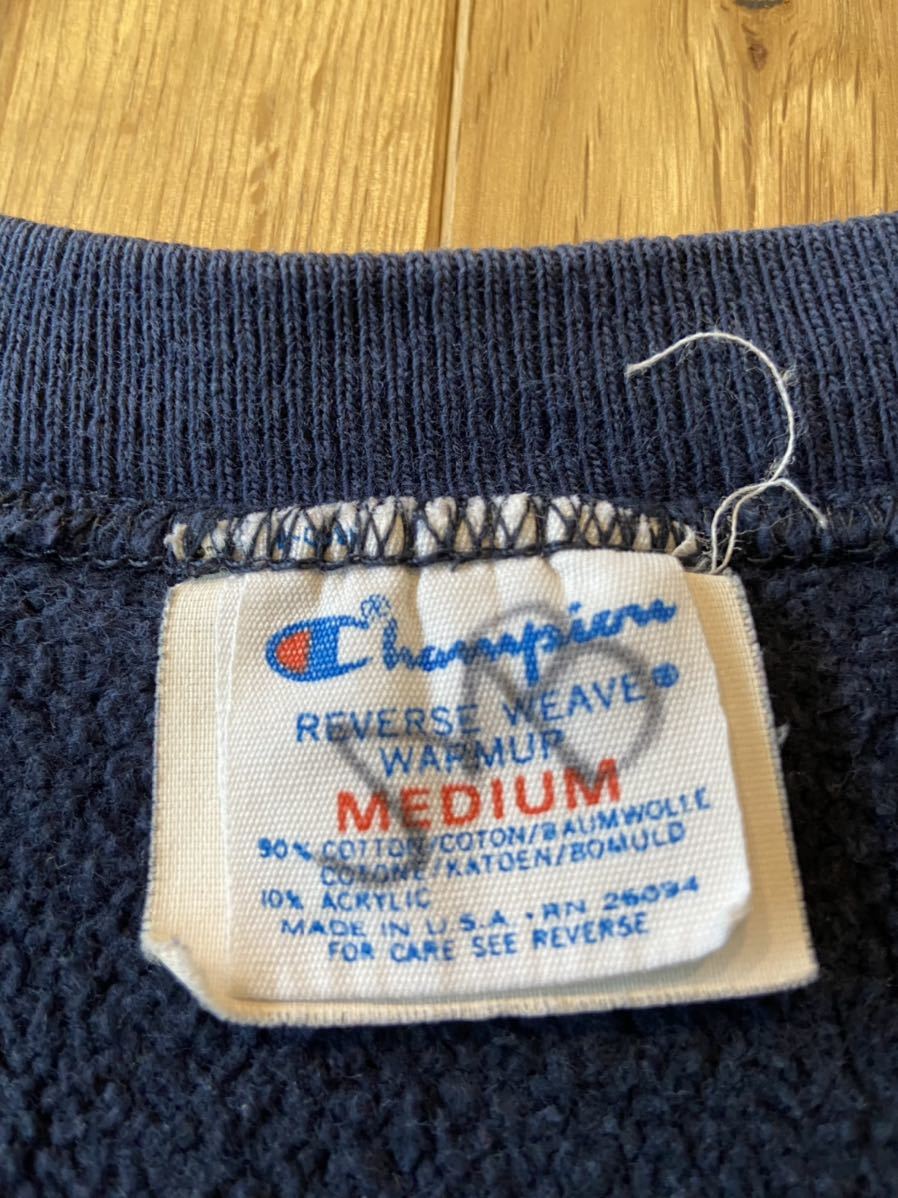 Champion
REVERSE WEAVE®
WARMUP
MEDIUM
90% COTTON/COTON/BAUMWOLLE
COTONE/KATOEN/BOMULD
10% ACRYLIC
MADE IN U.S.A • RN 26094
FOR CARE SEE REVERSE